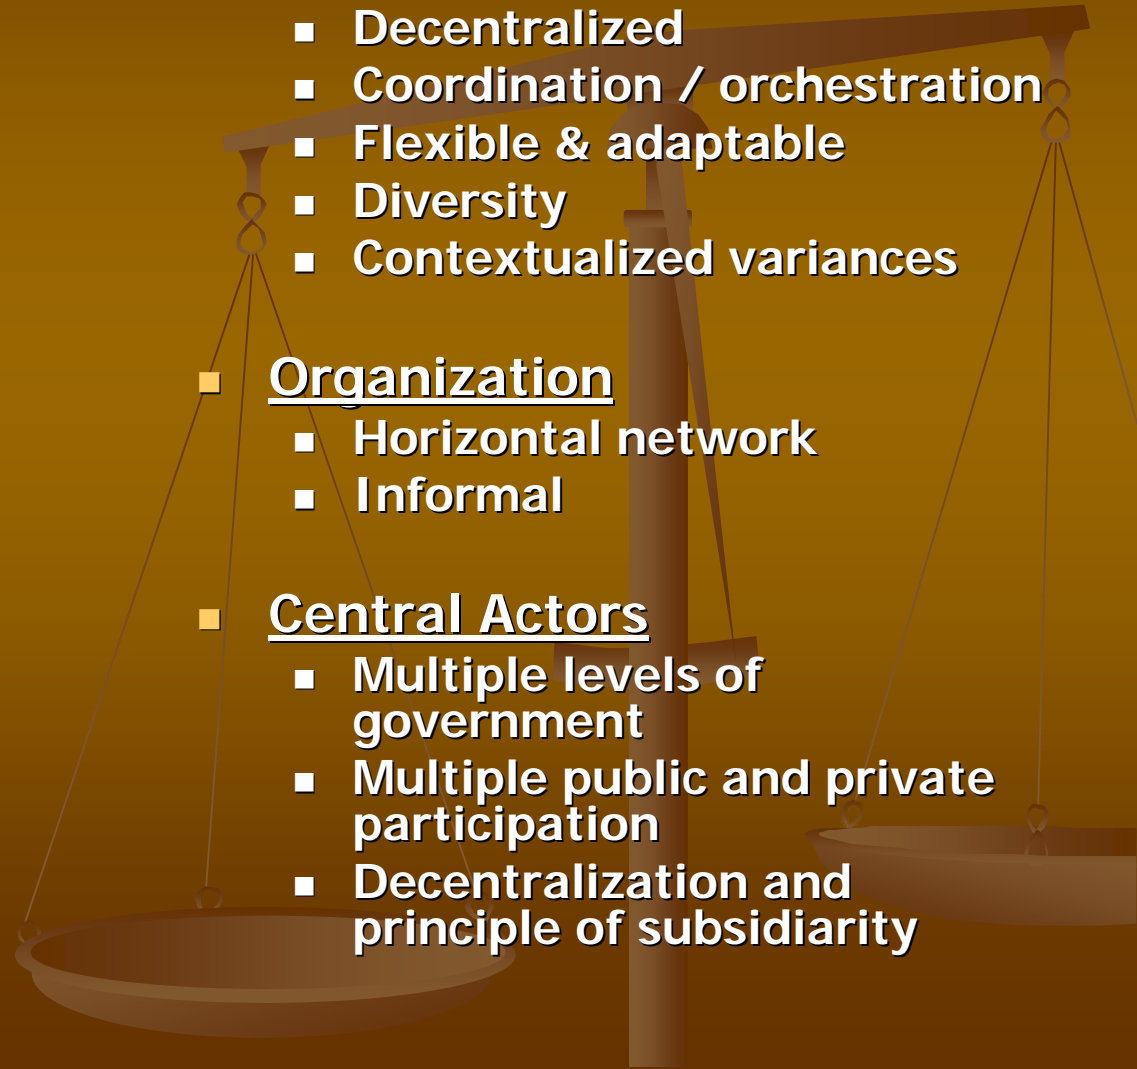 Decentralized
Coordination / orchestration
Flexible & adaptable
Diversity
Contextualized variances
Organization
Horizontal network
Informal
Central Actors
Multiple levels of
government
Multiple public and private
participation
Decentralization and
principle of subsidiarity